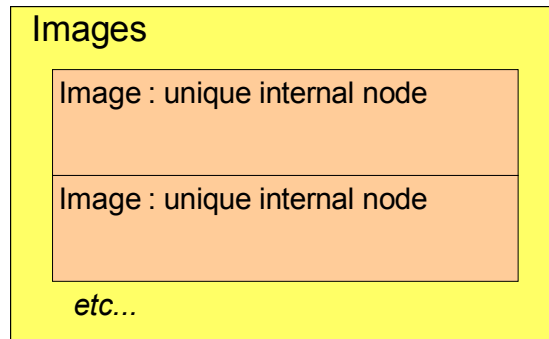 Images
Image : unique internal node
Image : unique internal node
etc...